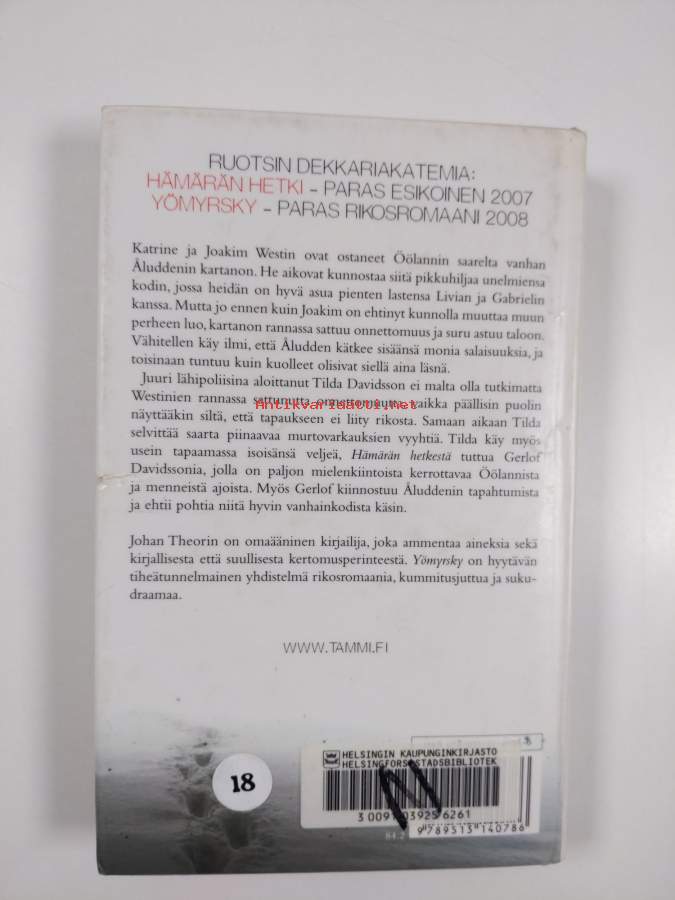 RUOTSIN DEKKARIAKATEMIA:
HÄMÄRÄN HETKI – PARAS ESIKOINEN 2007
YÖMYRSKY – PARAS RIKOSROMAANI 2008
Katrine ja Joakim Westin ovat ostaneet Öölannin saarelta vanhan
Åluddenin kartanon. He aikovat kunnostaa siitä pikkuhiljaa unelmiensa
kodin, jossa heidän on hyvä asua pienten lastensa Livian ja Gabrielin
kanssa. Mutta jo ennen kuin Joakim on ehtinyt kunnolla muuttaa muun
perheen luo, kartanon rannassa sattuu onnettomuus ja suru astuu taloon.
Vähitellen käy ilmi, että Åludden kätkee sisäänsä monia salaisuuksia, ja
toisinaan tuntuu kuin kuolleet olisivat siellä aina läsnä.
Juuri lähipoliisina aloittanut Tilda Davidsson ei malta olla tutkimatta
Westinien rannassa sattunutta onnettomuutta, vaikka päällisin puolin
Antikvariaatti.net
näyttääkin siltä, että tapaukseen ei liity rikosta. Samaan aikaan Tilda
selvittää saarta piinaavaa murtovarkauksien vyyhtiä. Tilda käy myös
usein tapaamassa isoisänsä veljeä, Hämärän hetkestä tuttua Gerlof
Davidssonia, jolla on paljon mielenkiintoista kerrottavaa Öölannista
ja menneistä ajoista. Myös Gerlof kiinnostuu Åluddenin tapahtumista
ja ehtii pohtia niitä hyvin vanhainkodista käsin.
Johan Theorin on omaääninen kirjailija, joka ammentaa aineksia sekä
kirjallisesta että suullisesta kertomusperinteestä. Yömyrsky on hyytävän
tiheätunnelmainen yhdistelmä rikosromaania, kummitusjuttua ja suku-
draamaa.
WWW.TAMMI.FI
HELSINGIN KAUPUNGINKIRJASTO
HELSINGFORS STADSBIBLIOTEK
18
N
84.2
9 789513 140786